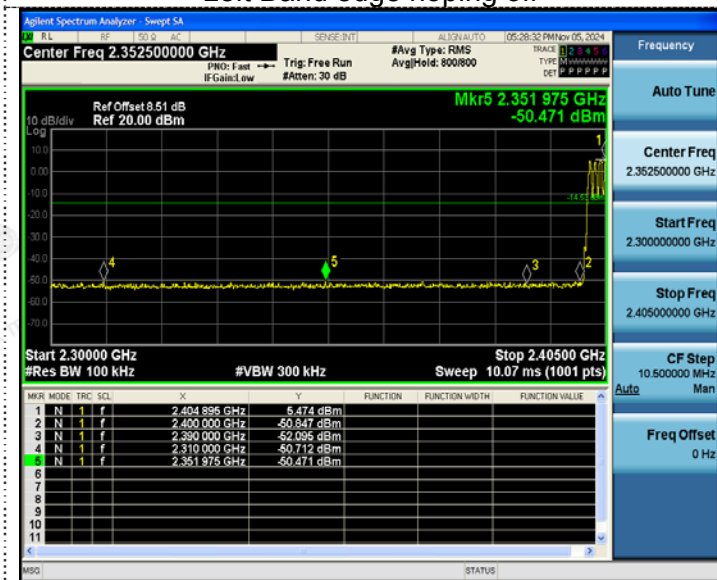 Left Band edge hoping off
Agilent Spectrum Analyzer - Swept SA
RL RF 50 Ω AC SENSE:INT ALIGN AUTO 05:28:32 PM Nov 05, 2024
Center Freq 2.352500000 GHz
PNO: Fast
IFGain:Low
Trig: Free Run
#Atten: 30 dB
#Avg Type: RMS
Avg|Hold: 800/800
TRACE 1 2 3 4 5 6
TYPE M W W W W W
DET P P P P P P
Frequency
Auto Tune
Center Freq
2.352500000 GHz
Start Freq
2.300000000 GHz
Stop Freq
2.405000000 GHz
CF Step
10.500000 MHz
Auto Man
Freq Offset
0 Hz
Mkr5 2.351 975 GHz
-50.471 dBm
Ref Offset 8.51 dB
10 dB/div Ref 20.00 dBm
Log
10.0
0.00
-10.0
-20.0
-30.0
-40.0
-50.0
-60.0
-70.0
1
2
3
4
5
Start 2.30000 GHz Stop 2.40500 GHz
#Res BW 100 kHz #VBW 300 kHz Sweep 10.07 ms (1001 pts)
MKR MODE TRC SCL X Y FUNCTION FUNCTION WIDTH FUNCTION VALUE
1 N 1 f 2.404 895 GHz 5.474 dBm
2 N 1 f 2.400 000 GHz -50.847 dBm
3 N 1 f 2.390 000 GHz -52.095 dBm
4 N 1 f 2.310 000 GHz -50.712 dBm
5 N 1 f 2.351 975 GHz -50.471 dBm
6
7
8
9
10
11
MSG STATUS